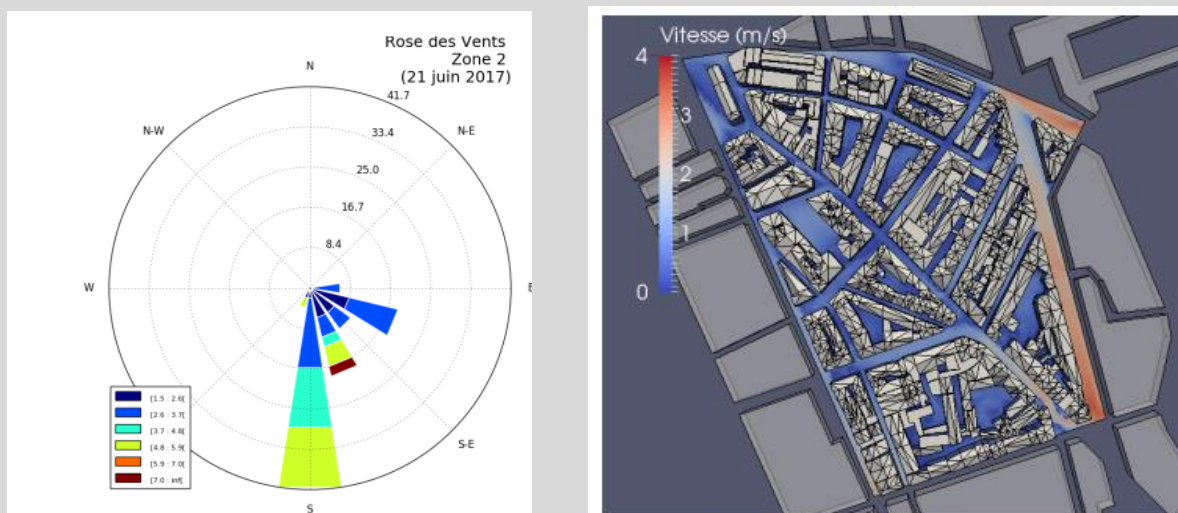 Rose des Vents
Zone 2
(21 juin 2017)
N
41.7
N-W
33.4
N-E
25.0
16.7
8.4
W
E
S-E
S
[1.5 : 2.6[
[2.6 : 3.7[
[3.7 : 4.8[
[4.8 : 5.9[
[5.9 : 7.0[
[7.0 : inf[
Vitesse (m/s)
4
3
2
1
0